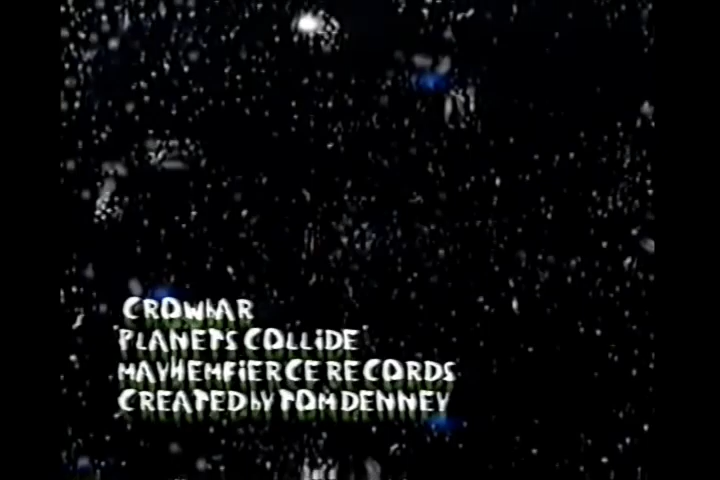 CROWbAR
"PLANETS COLLiDE"
MAYHEMFiERCE RECORDS
CREATED by TOM DENNEY